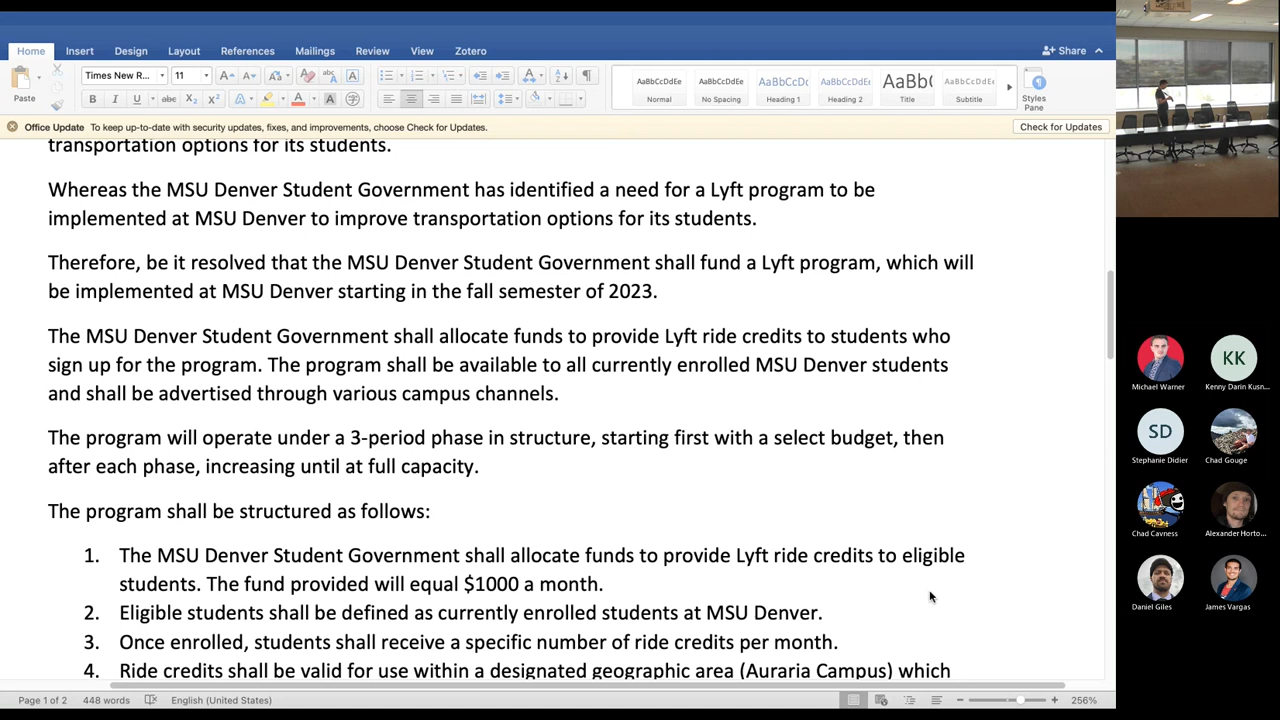 Home Insert Design Layout References Mailings Review View Zotero Share
Paste Times New R... 11
AaBbCcDdEe AaBbCcDdEe AaBbCcDc AaBbCcDdEe AaBb( AaBbCcDdEe
Normal No Spacing Heading 1 Heading 2 Title Subtitle Styles Pane
Office Update To keep up-to-date with security updates, fixes, and improvements, choose Check for Updates. Check for Updates
transportation options for its students.
Whereas the MSU Denver Student Government has identified a need for a Lyft program to be
implemented at MSU Denver to improve transportation options for its students.
Therefore, be it resolved that the MSU Denver Student Government shall fund a Lyft program, which will
be implemented at MSU Denver starting in the fall semester of 2023.
The MSU Denver Student Government shall allocate funds to provide Lyft ride credits to students who
sign up for the program. The program shall be available to all currently enrolled MSU Denver students
and shall be advertised through various campus channels.
The program will operate under a 3-period phase in structure, starting first with a select budget, then
after each phase, increasing until at full capacity.
The program shall be structured as follows:
1. The MSU Denver Student Government shall allocate funds to provide Lyft ride credits to eligible
students. The fund provided will equal $1000 a month.
2. Eligible students shall be defined as currently enrolled students at MSU Denver.
3. Once enrolled, students shall receive a specific number of ride credits per month.
4. Ride credits shall be valid for use within a designated geographic area (Auraria Campus) which
Page 1 of 2 448 words English (United States) 256%
KK
Michael Warner Kenny Darin Kusn...
SD
Stephanie Didier Chad Gouge
Chad Cavness Alexander Horto...
Daniel Giles James Vargas